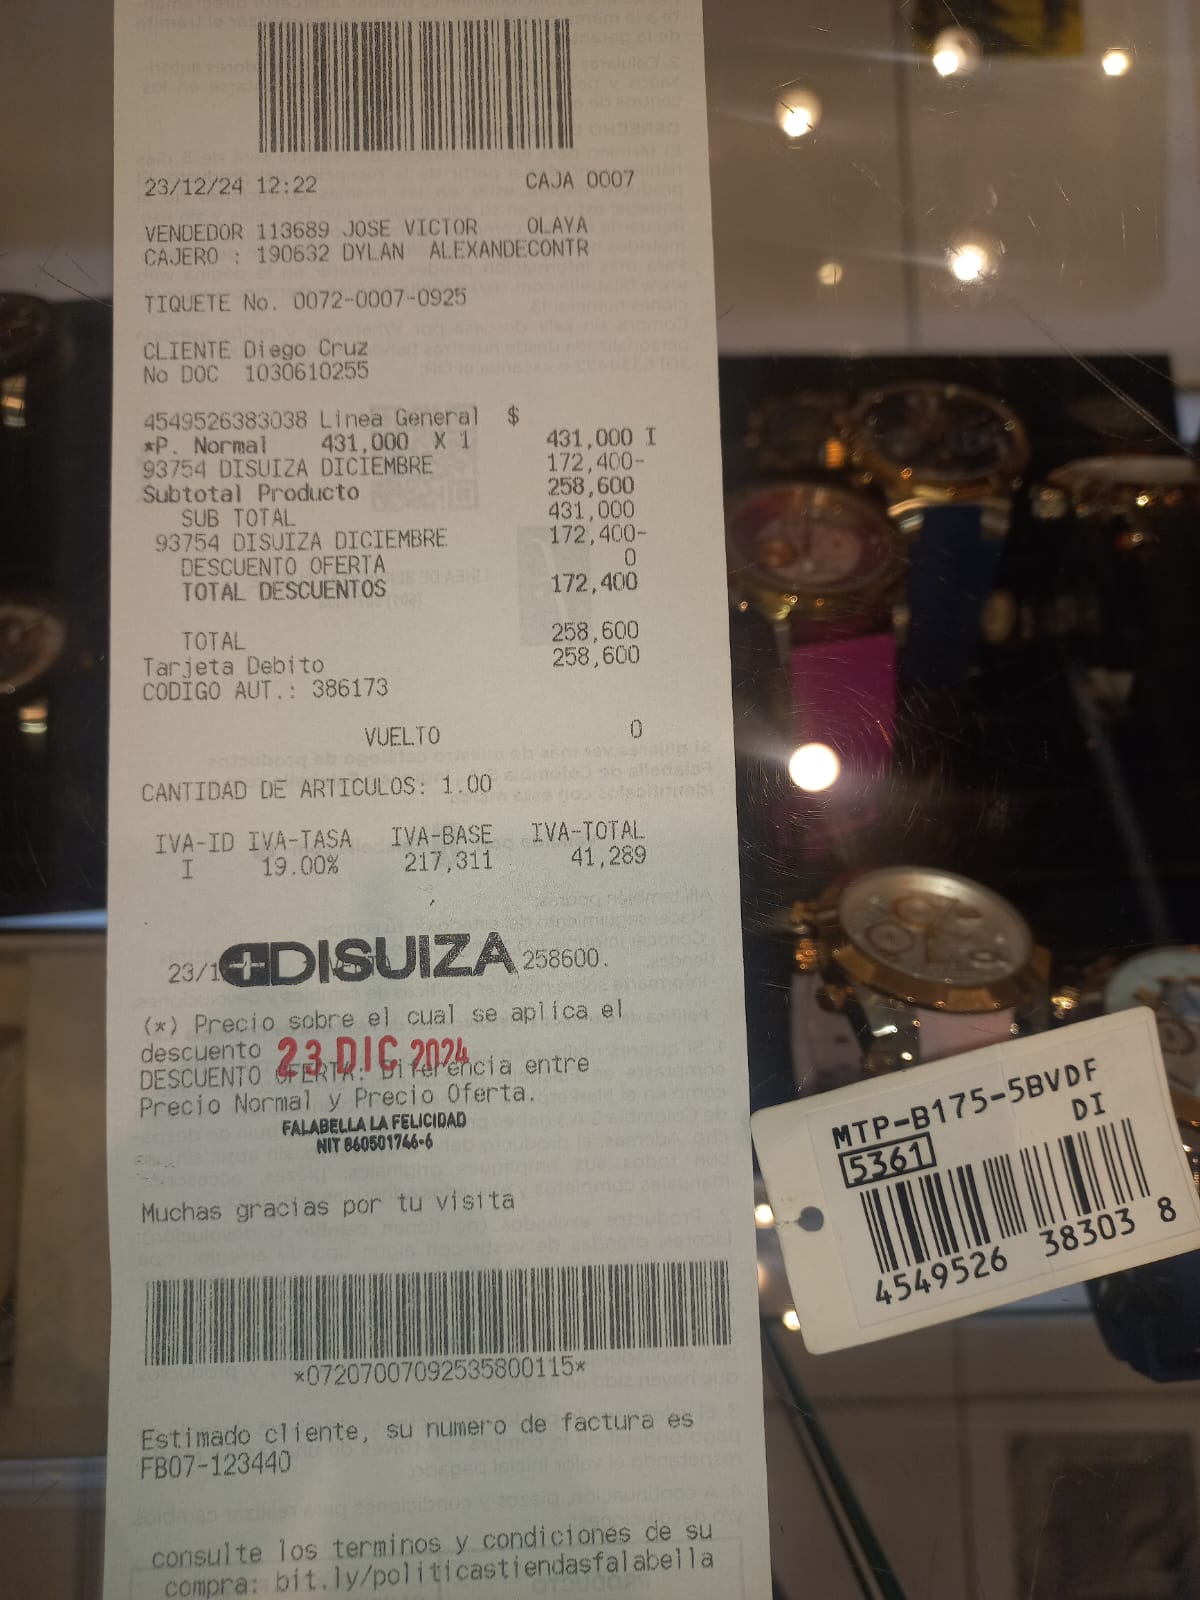 23/12/24 12:22 CAJA 0007
VENDEDOR 113689 JOSE VICTOR OLAYA
CAJERO : 190632 DYLAN ALEXANDECONTR
TIQUETE No. 0072-0007-0925
CLIENTE Diego Cruz
No DOC 1030610255
4549526383038 Linea General $
*P. Normal 431,000 X 1 431,000 I
93754 DISUIZA DICIEMBRE 172,400-
Subtotal Producto 258,600
SUB TOTAL 431,000
93754 DISUIZA DICIEMBRE 172,400-
DESCUENTO OFERTA 0
TOTAL DESCUENTOS 172,400
TOTAL 258,600
Tarjeta Debito 258,600
CODIGO AUT.: 386173
VUELTO 0
CANTIDAD DE ARTICULOS: 1.00
IVA-ID IVA-TASA IVA-BASE IVA-TOTAL
I 19.00% 217,311 41,289
23/1 DISUIZA 258600.
(*) Precio sobre el cual se aplica el
descuento 23 DIC 2024
DESCUENTO OFERTA: Diferencia entre
Precio Normal y Precio Oferta.
FALABELLA LA FELICIDAD
NIT 860501746-6
Muchas gracias por tu visita
*07207007092535800115*
Estimado cliente, su numero de factura es
FB07-123440
consulte los terminos y condiciones de su
compra: bit.ly/politicastiendasfalabella
MTP-B175-5BVDF
DI
5361
4549526 38303 8